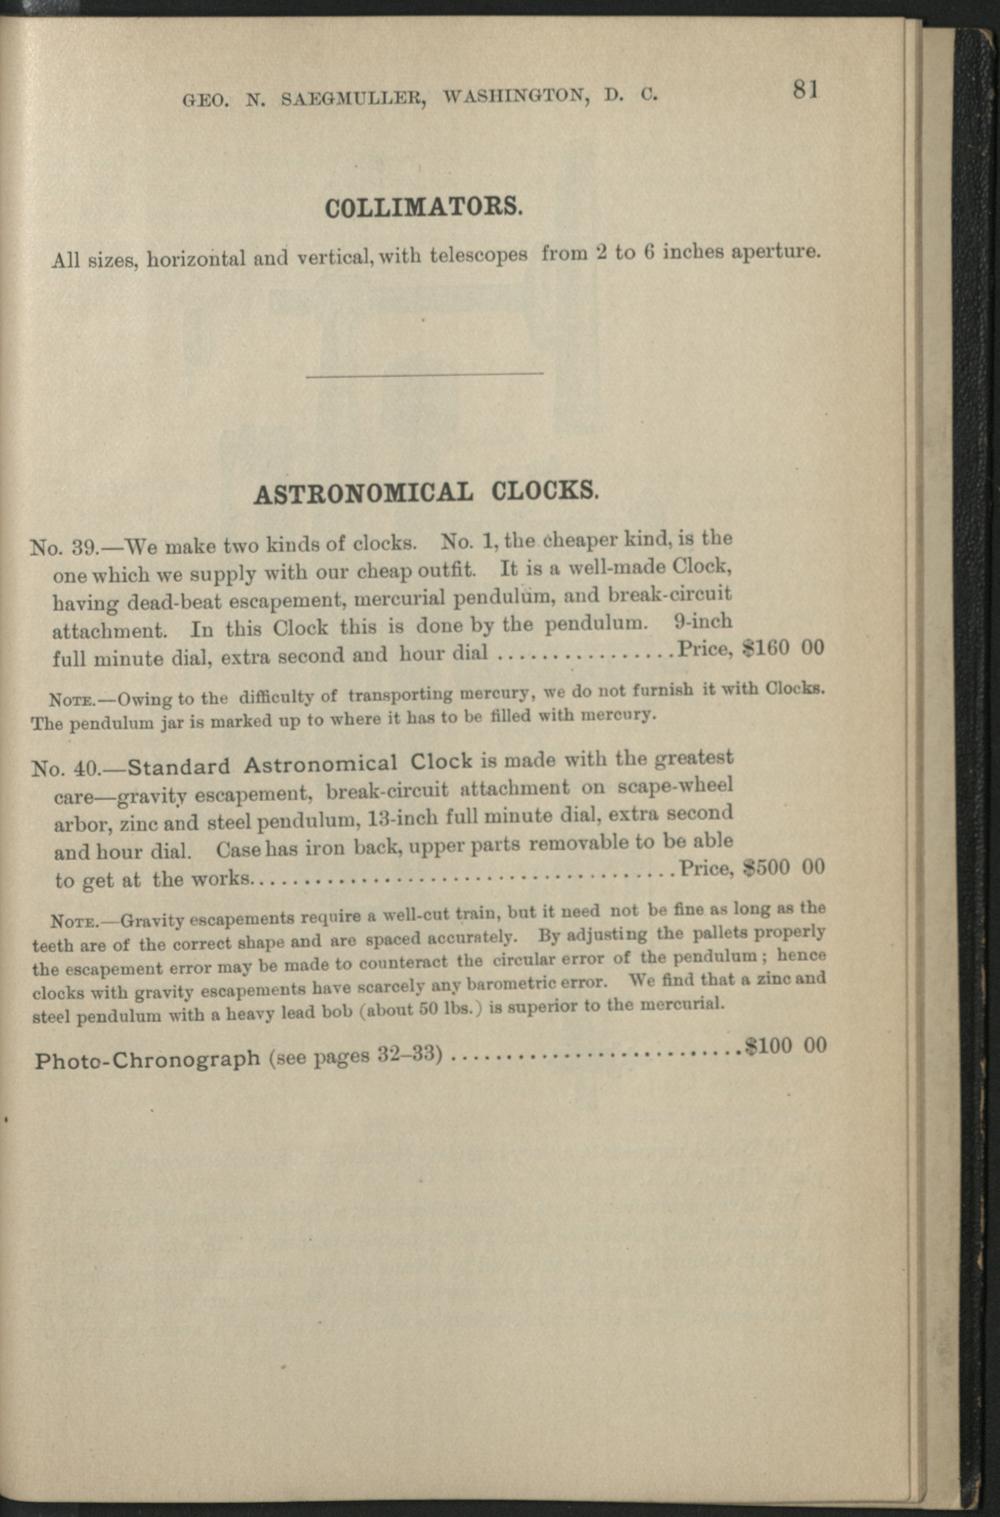 GEO. N. SAEGMULLER, WASHINGTON, D. C. 81
COLLIMATORS.
All sizes, horizontal and vertical, with telescopes from 2 to 6 inches aperture.
ASTRONOMICAL CLOCKS.
No. 39.—We make two kinds of clocks. No. 1, the cheaper kind, is the
one which we supply with our cheap outfit. It is a well-made Clock,
having dead-beat escapement, mercurial pendulum, and break-circuit
attachment. In this Clock this is done by the pendulum. 9-inch
full minute dial, extra second and hour dial ................Price, $160 00
NOTE.—Owing to the difficulty of transporting mercury, we do not furnish it with Clocks.
The pendulum jar is marked up to where it has to be filled with mercury.
No. 40.—Standard Astronomical Clock is made with the greatest
care—gravity escapement, break-circuit attachment on scape-wheel
arbor, zinc and steel pendulum, 13-inch full minute dial, extra second
and hour dial. Case has iron back, upper parts removable to be able
to get at the works......................................Price, $500 00
NOTE.—Gravity escapements require a well-cut train, but it need not be fine as long as the
teeth are of the correct shape and are spaced accurately. By adjusting the pallets properly
the escapement error may be made to counteract the circular error of the pendulum; hence
clocks with gravity escapements have scarcely any barometric error. We find that a zinc and
steel pendulum with a heavy lead bob (about 50 lbs.) is superior to the mercurial.
Photo-Chronograph (see pages 32–33) ...........................$100 00